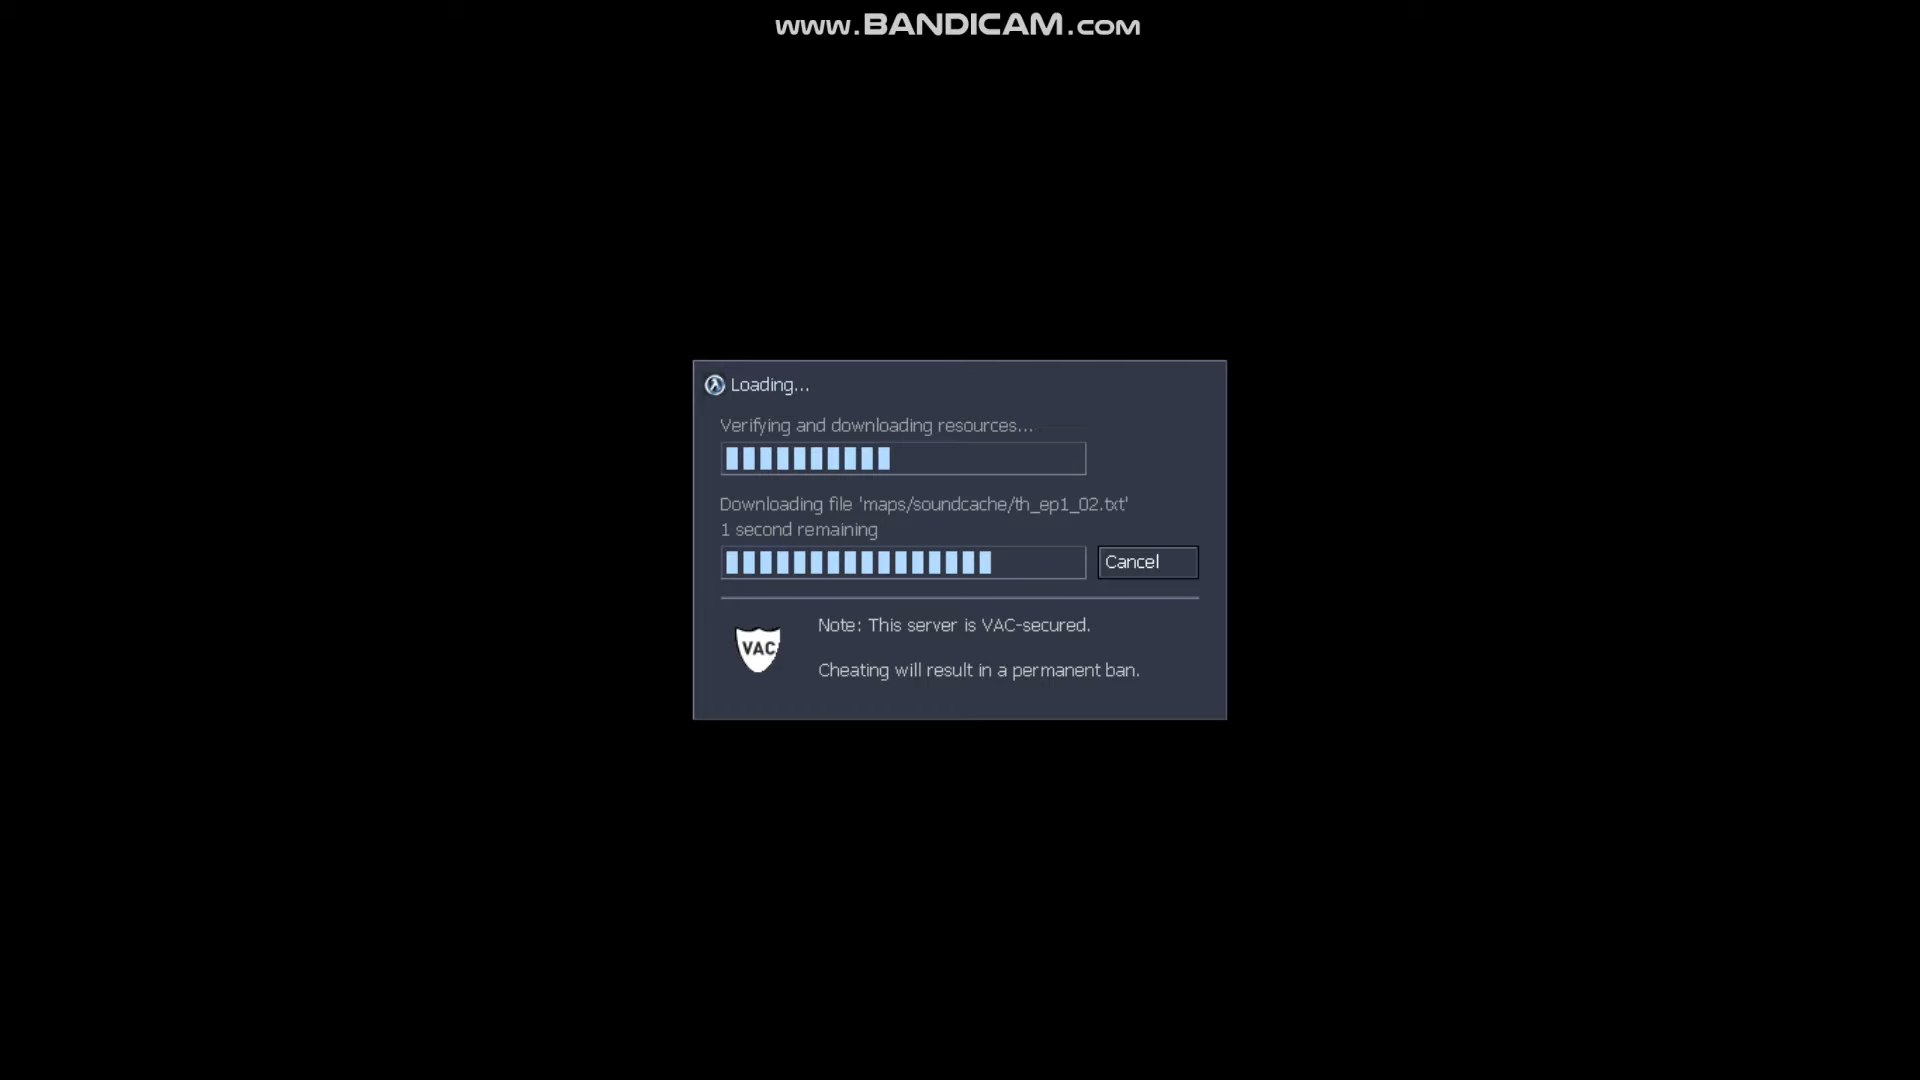 www.BANDICAM.COM
Loading...
Verifying and downloading resources...
Downloading file 'maps/soundcache/th_ep1_02.txt'
1 second remaining
Cancel
Note: This server is VAC-secured.
VAC
Cheating will result in a permanent ban.